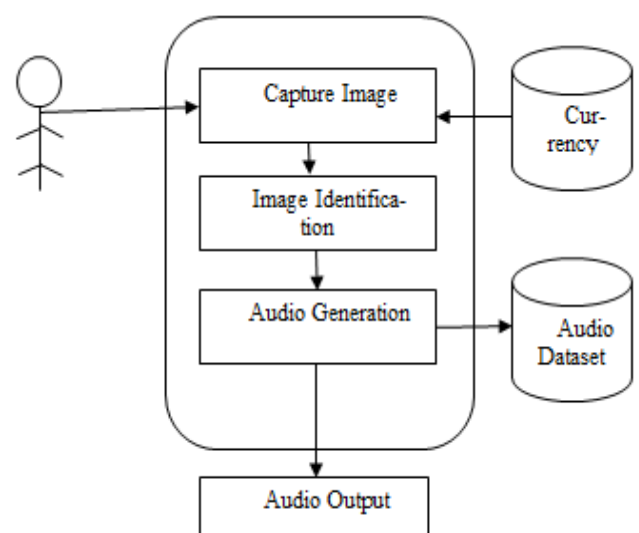 Capture Image
Cur-
rency
Image Identifica-
tion
Audio Generation
Audio
Dataset
Audio Output